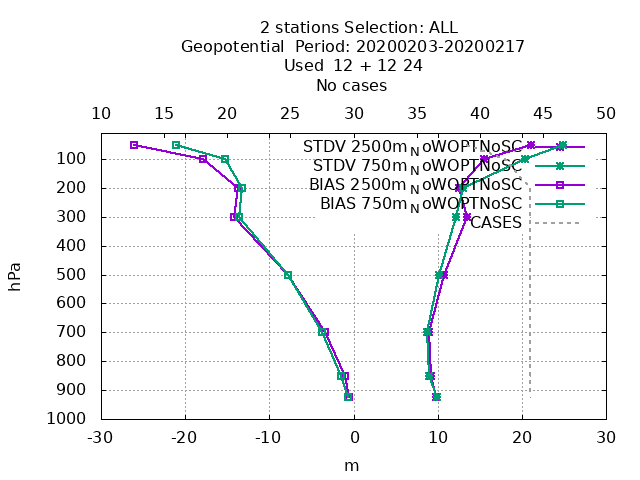 2 stations Selection: ALL
Geopotential  Period: 20200203-20200217
Used  12 + 12 24
No cases
10 15 20 25 30 35 40 45 50
STDV 2500m_NoWOPTNoSC
STDV 750m_NoWOPTNoSC
BIAS 2500m_NoWOPTNoSC
BIAS 750m_NoWOPTNoSC
CASES
100
200
300
400
500
600
700
800
900
1000
hPa
-30 -20 -10 0 10 20 30
m